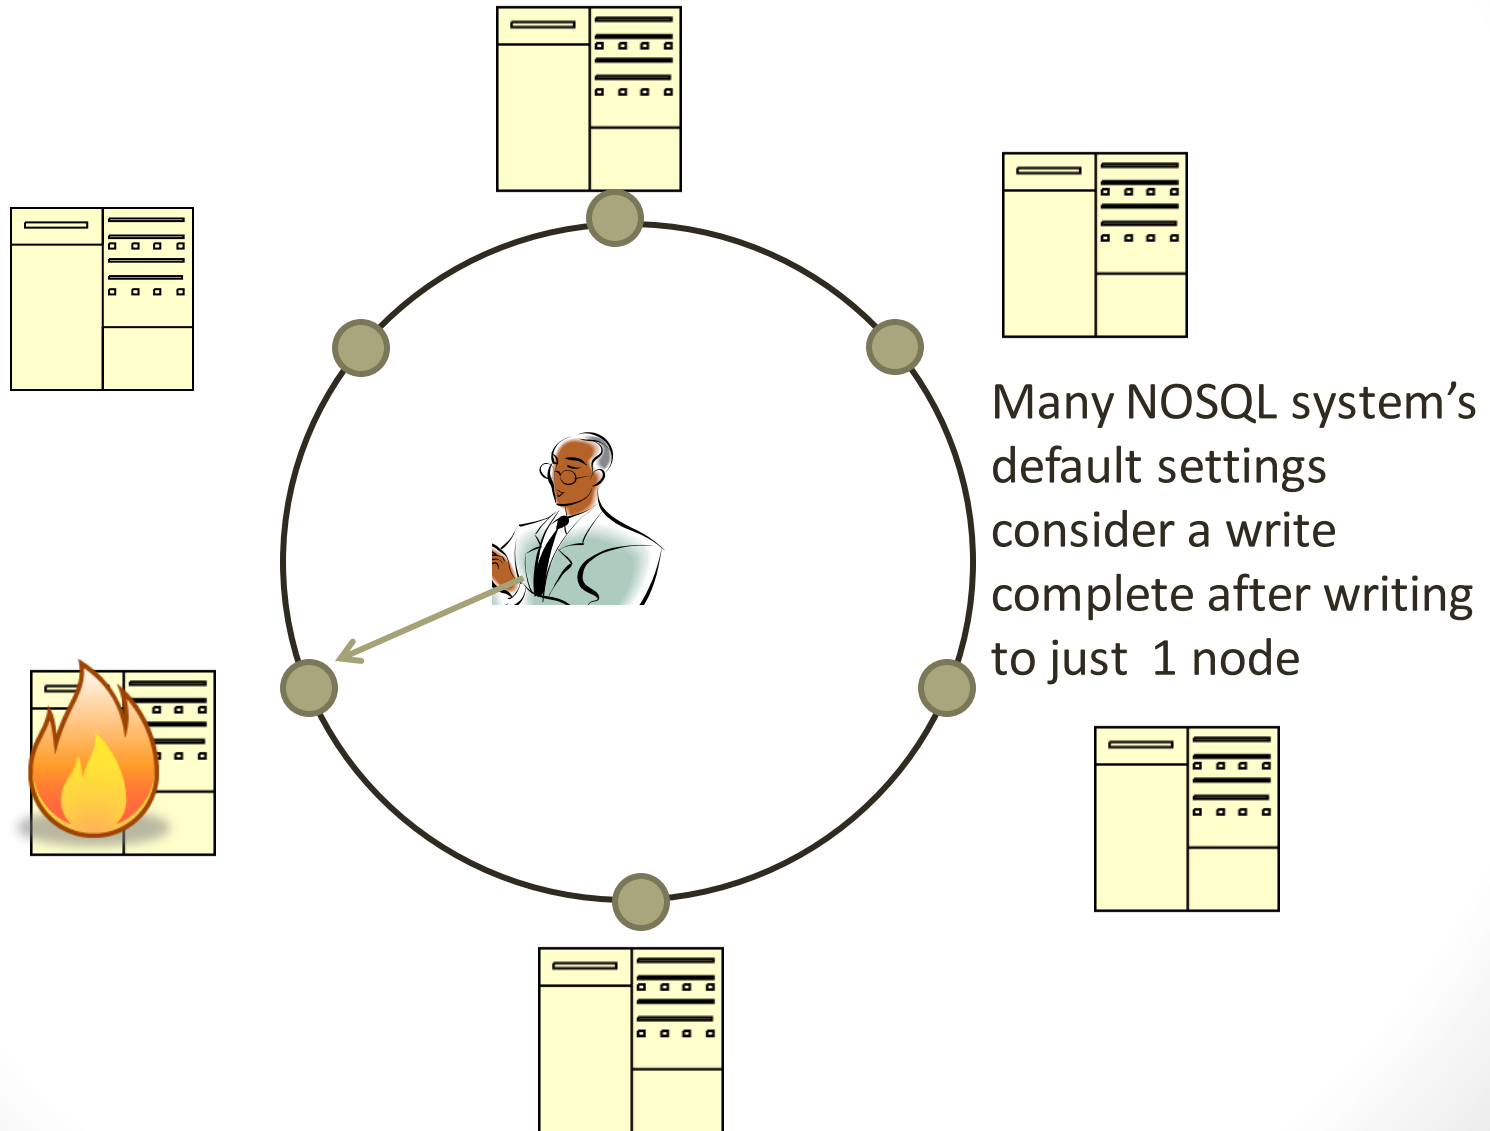 Many NOSQL system’s
default settings
consider a write
complete after writing
to just  1 node